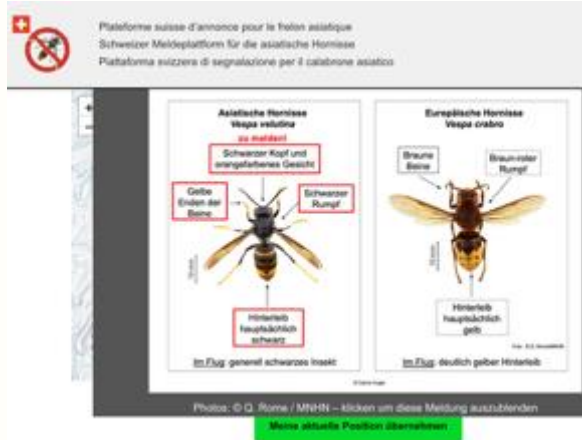 Plateforme suisse d'annonce pour le frelon asiatique
Schweizer Meldeplattform für die asiatische Hornisse
Piattaforma svizzera di segnalazione per il calabrone asiatico
Asiatische Hornisse
Vespa velutina
zu melden!
Schwarzer Kopf und
orangefarbenes Gesicht
Gelbe
Enden der
Beine
Schwarzer
Rumpf
Hinterleib
hauptsächlich
schwarz
Im Flug: generell schwarzes Insekt
Europäische Hornisse
Vespa crabro
Braune
Beine
Braun-roter
Rumpf
Hinterleib
hauptsächlich
gelb
Im Flug: deutlich gelber Hinterleib
Photos: © Q. Rome / MNHN – klicken um diese Meldung auszublenden
Meine aktuelle Position übernehmen